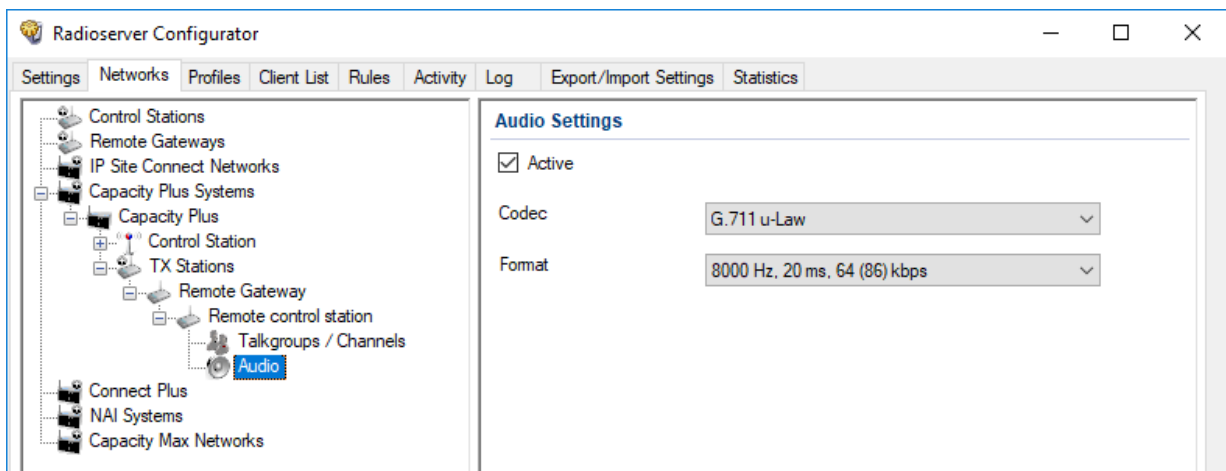 Radioserver Configurator
Settings Networks Profiles Client List Rules Activity Log Export/Import Settings Statistics
Control Stations
Remote Gateways
IP Site Connect Networks
Capacity Plus Systems
Capacity Plus
Control Station
TX Stations
Remote Gateway
Remote control station
Talkgroups / Channels
Audio
Connect Plus
NAI Systems
Capacity Max Networks
Audio Settings
Active
Codec G.711 u-Law
Format 8000 Hz, 20 ms, 64 (86) kbps